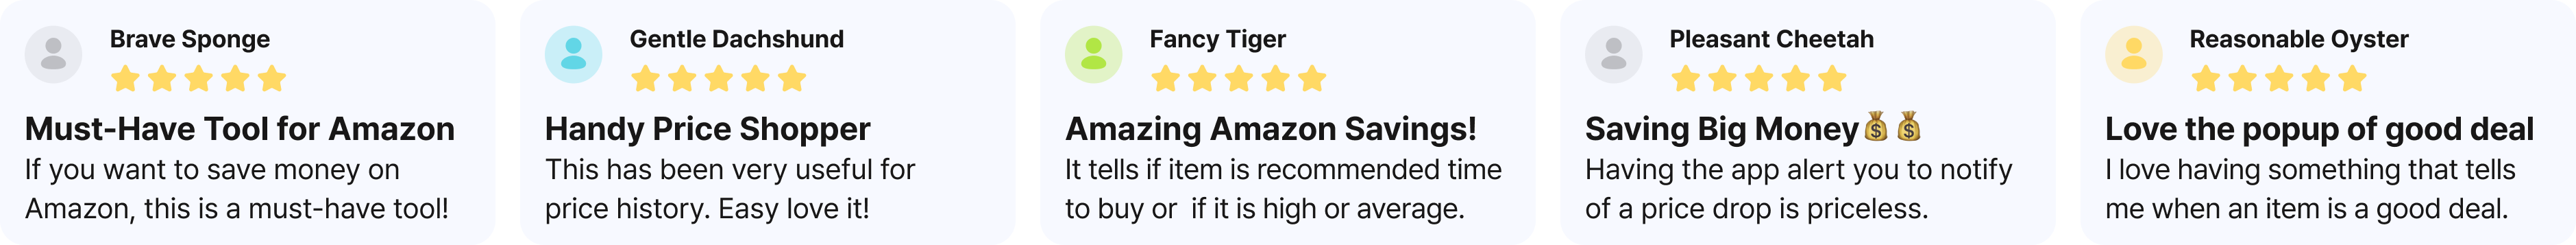 Brave Sponge
Must-Have Tool for Amazon
If you want to save money on
Amazon, this is a must-have tool!
Gentle Dachshund
Handy Price Shopper
This has been very useful for
price history. Easy love it!
Fancy Tiger
Amazing Amazon Savings!
It tells if item is recommended time
to buy or  if it is high or average.
Pleasant Cheetah
Saving Big Money💰💰
Having the app alert you to notify
of a price drop is priceless.
Reasonable Oyster
Love the popup of good deal
I love having something that tells
me when an item is a good deal.